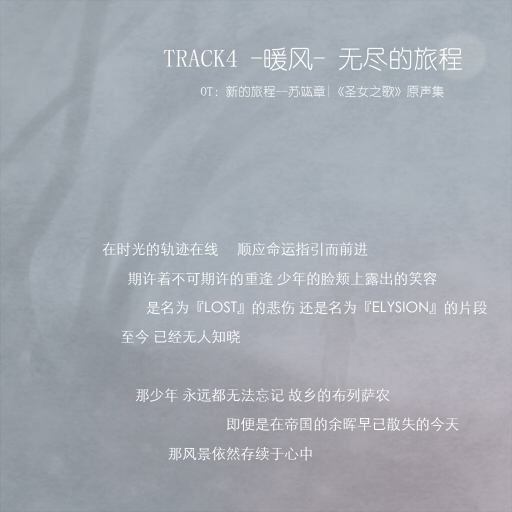 TRACK4 -暖风- 无尽的旅程
OT: 新的旅程—苏竑章|《圣女之歌》原声集
在时光的轨迹在线 顺应命运指引而前进
期许着不可期许的重逢 少年的脸颊上露出的笑容
是名为『LOST』的悲伤 还是名为『ELYSION』的片段
至今 已经无人知晓
那少年 永远都无法忘记 故乡的布列萨农
即便是在帝国的余晖早已散失的今天
那风景依然存续于心中